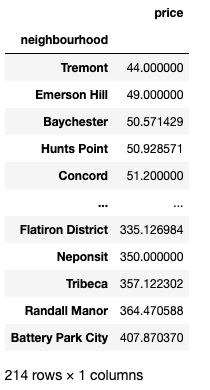 price
neighbourhood
Tremont 44.000000
Emerson Hill 49.000000
Baychester 50.571429
Hunts Point 50.928571
Concord 51.200000
... ...
Flatiron District 335.126984
Neponsit 350.000000
Tribeca 357.122302
Randall Manor 364.470588
Battery Park City 407.870370
214 rows × 1 columns